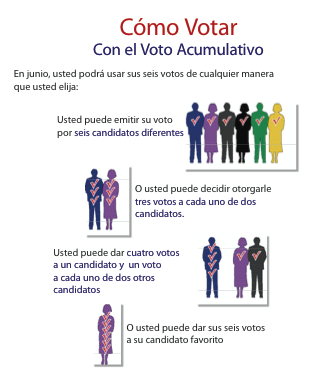 Cómo Votar
Con el Voto Acumulativo
En junio, usted podrá usar sus seis votos de cualquier manera
que usted elija:
Usted puede emitir su voto
por seis candidatos diferentes
O usted puede decidir otorgarle
tres votos a cada uno de dos
candidatos.
Usted puede dar cuatro votos
a un candidato y un voto
a cada uno de dos otros
candidatos
O usted puede dar sus seis votos
a su candidato favorito